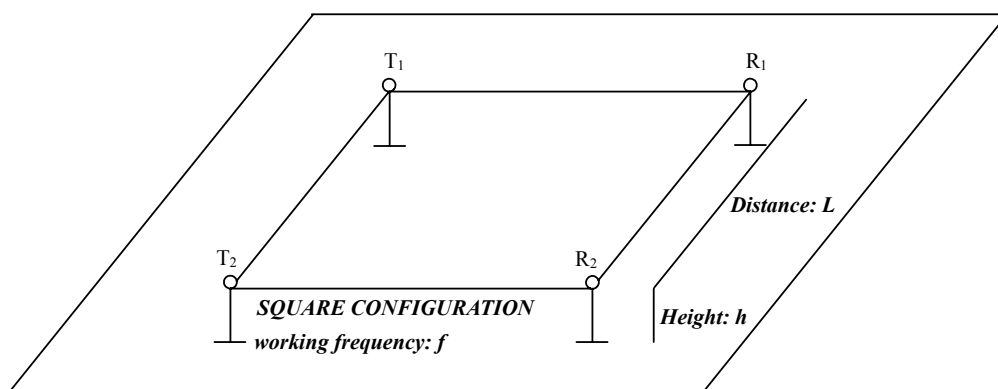 T1
R1
Distance: L
T2
R2
SQUARE CONFIGURATION
Height: h
working frequency: f